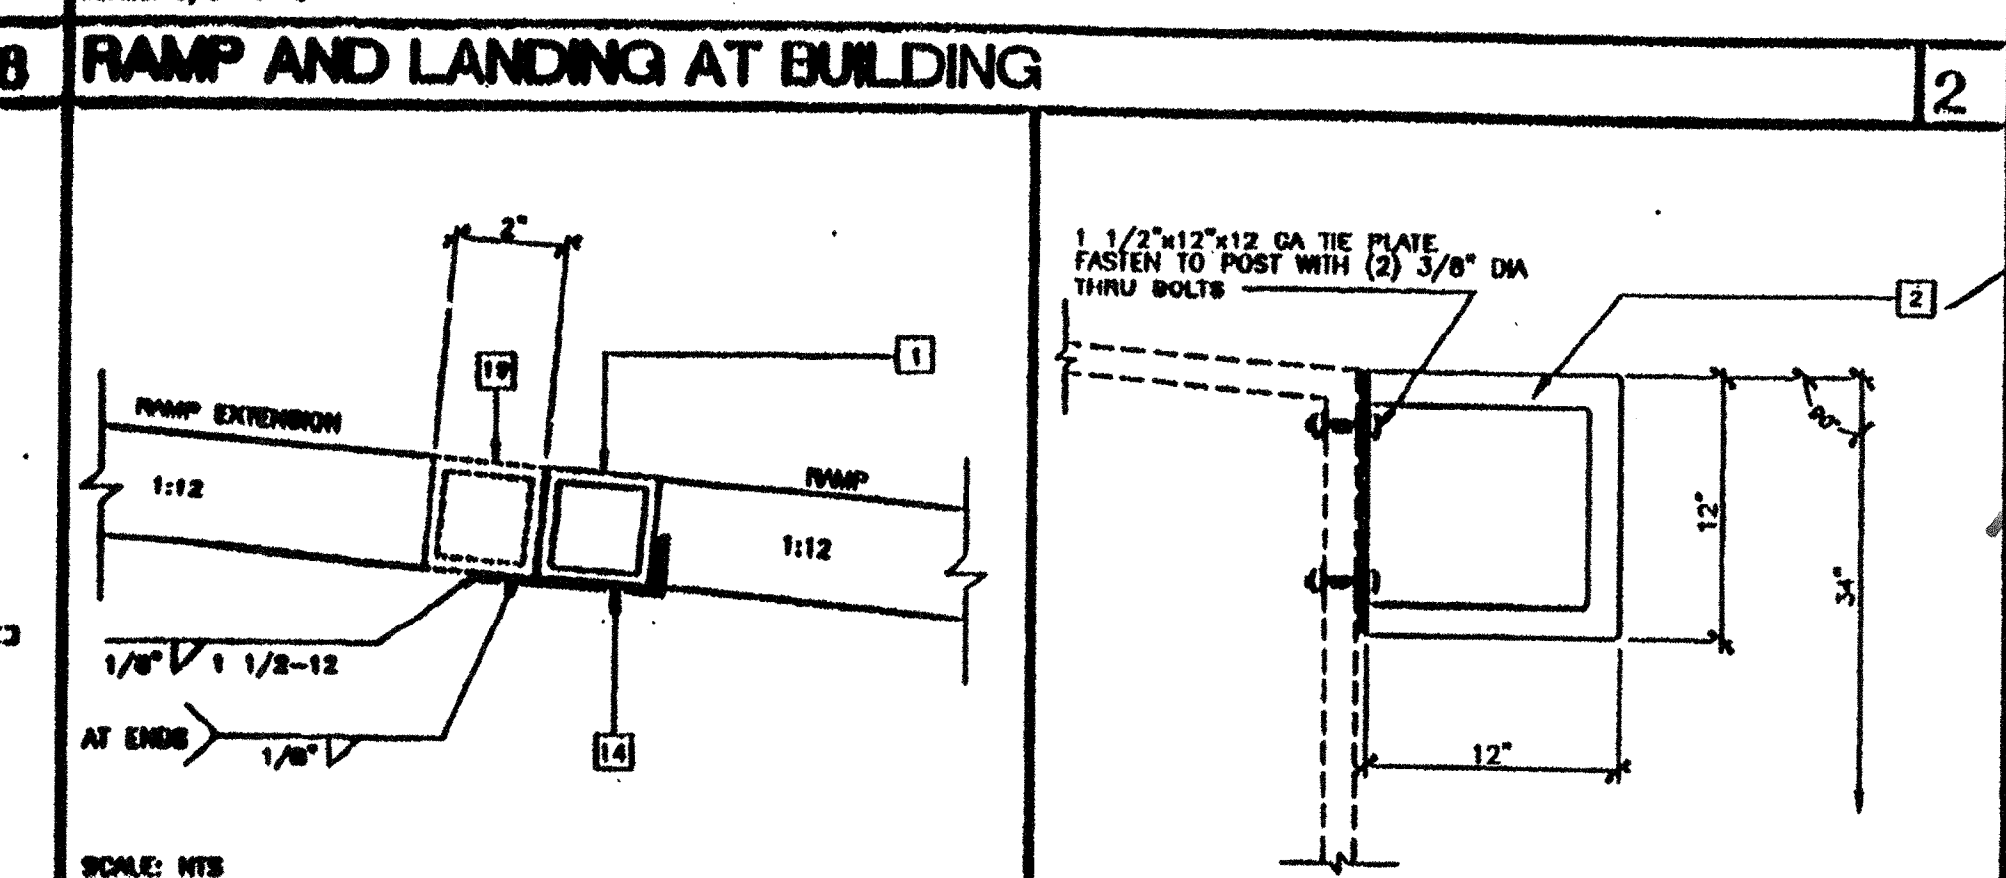 8
RAMP AND LANDING AT BUILDING
2
2"
19
1
RAMP EXTENSION
1:12
RAMP
1:12
1/8" 1 1/2-12
AT ENDS
1/8"
14
SCALE: NTS
1 1/2"x12"x12 GA TIE PLATE
FASTEN TO POST WITH (2) 3/8" DIA
THRU BOLTS
2
12"
34"
12"